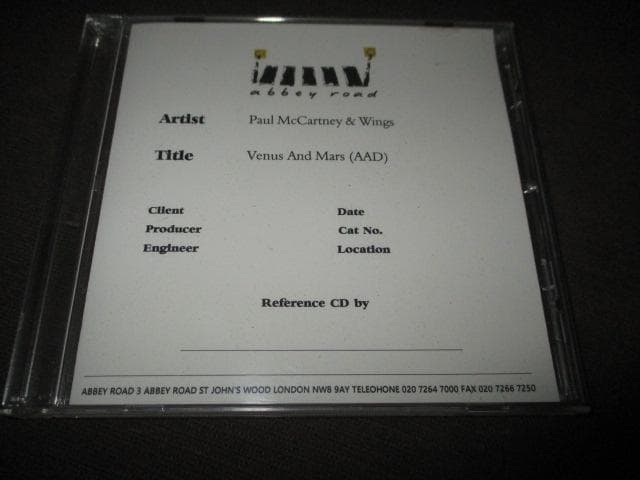 abbey road
Artist Paul McCartney & Wings
Title Venus And Mars (AAD)
Client Date
Producer Cat No.
Engineer Location
Reference CD by
ABBEY ROAD 3 ABBEY ROAD ST JOHN'S WOOD LONDON NW8 9AY TELEOHONE 020 7264 7000 FAX 020 7266 7250